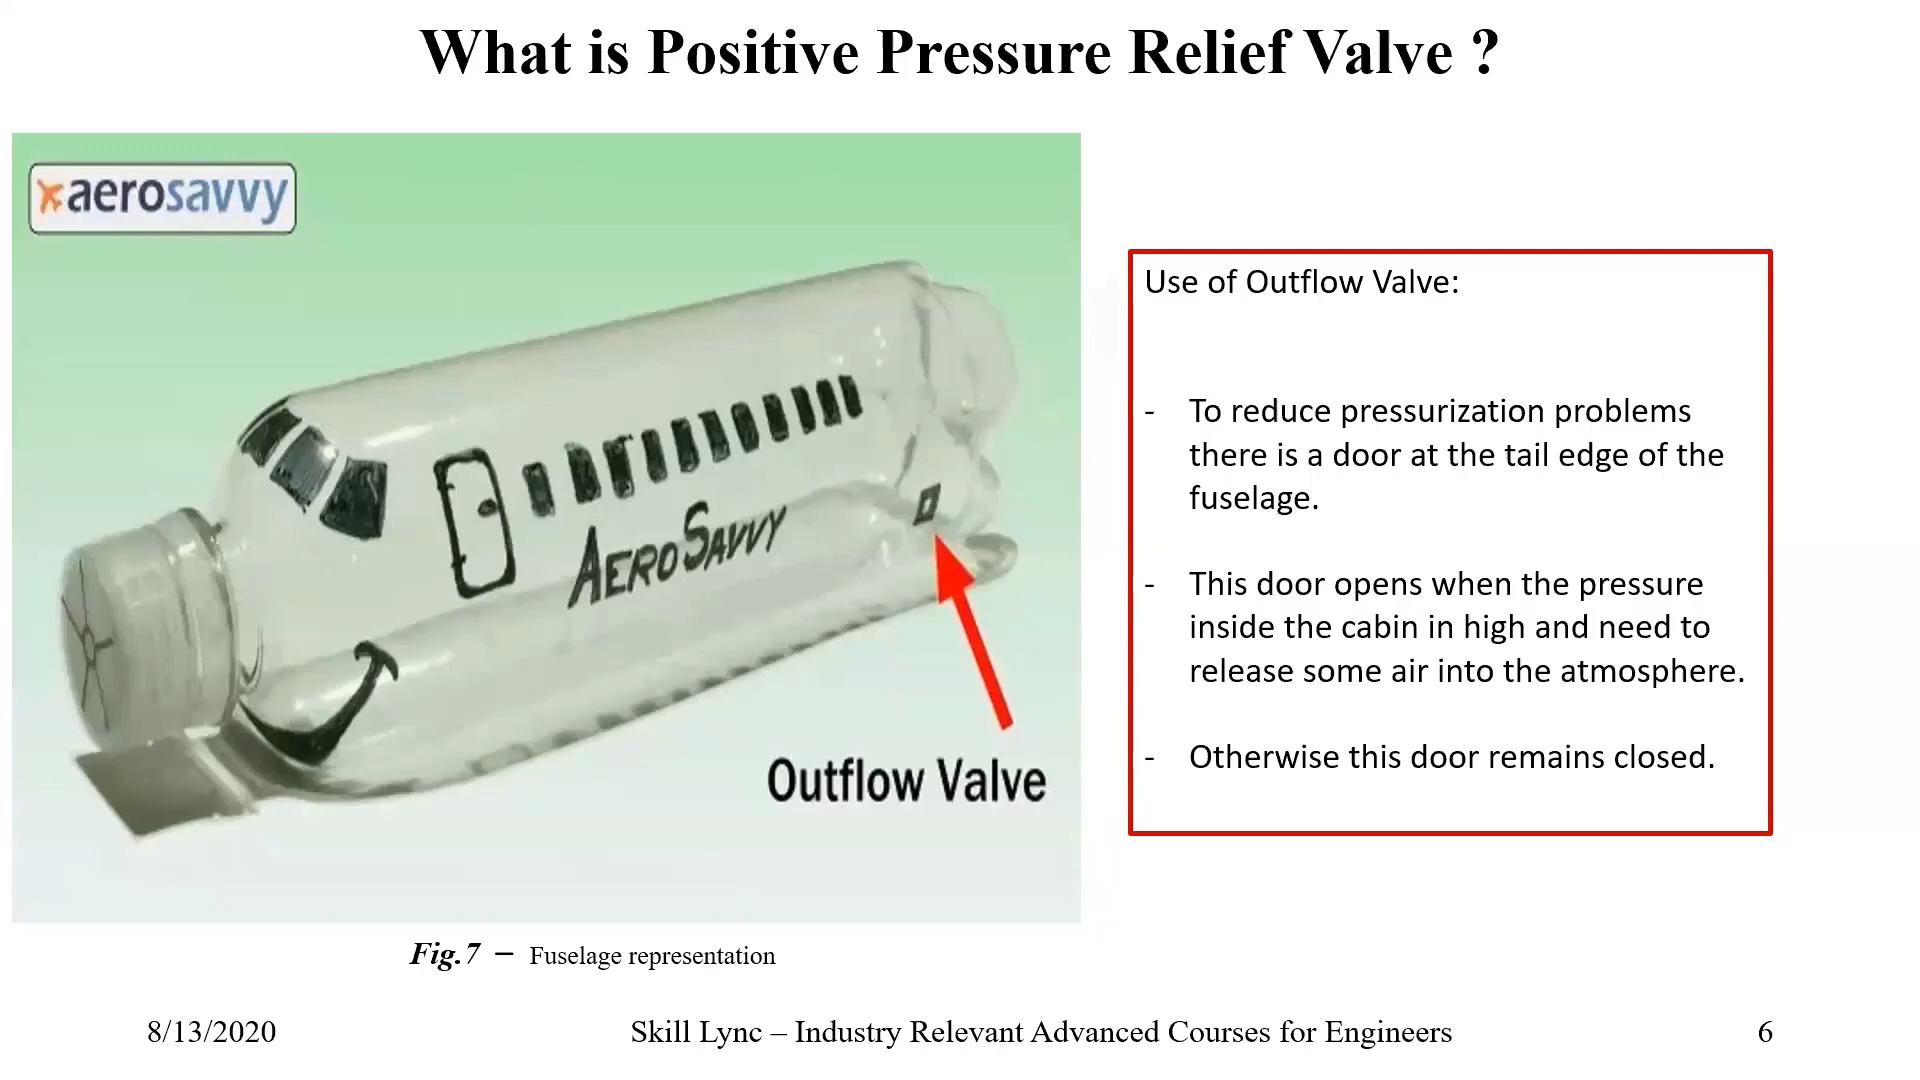 What is Positive Pressure Relief Valve ?
aerosavvy
AEROSAVVY
Outflow Valve
Use of Outflow Valve:
- To reduce pressurization problems
there is a door at the tail edge of the
fuselage.
- This door opens when the pressure
inside the cabin in high and need to
release some air into the atmosphere.
- Otherwise this door remains closed.
Fig.7 – Fuselage representation
8/13/2020
Skill Lync – Industry Relevant Advanced Courses for Engineers
6